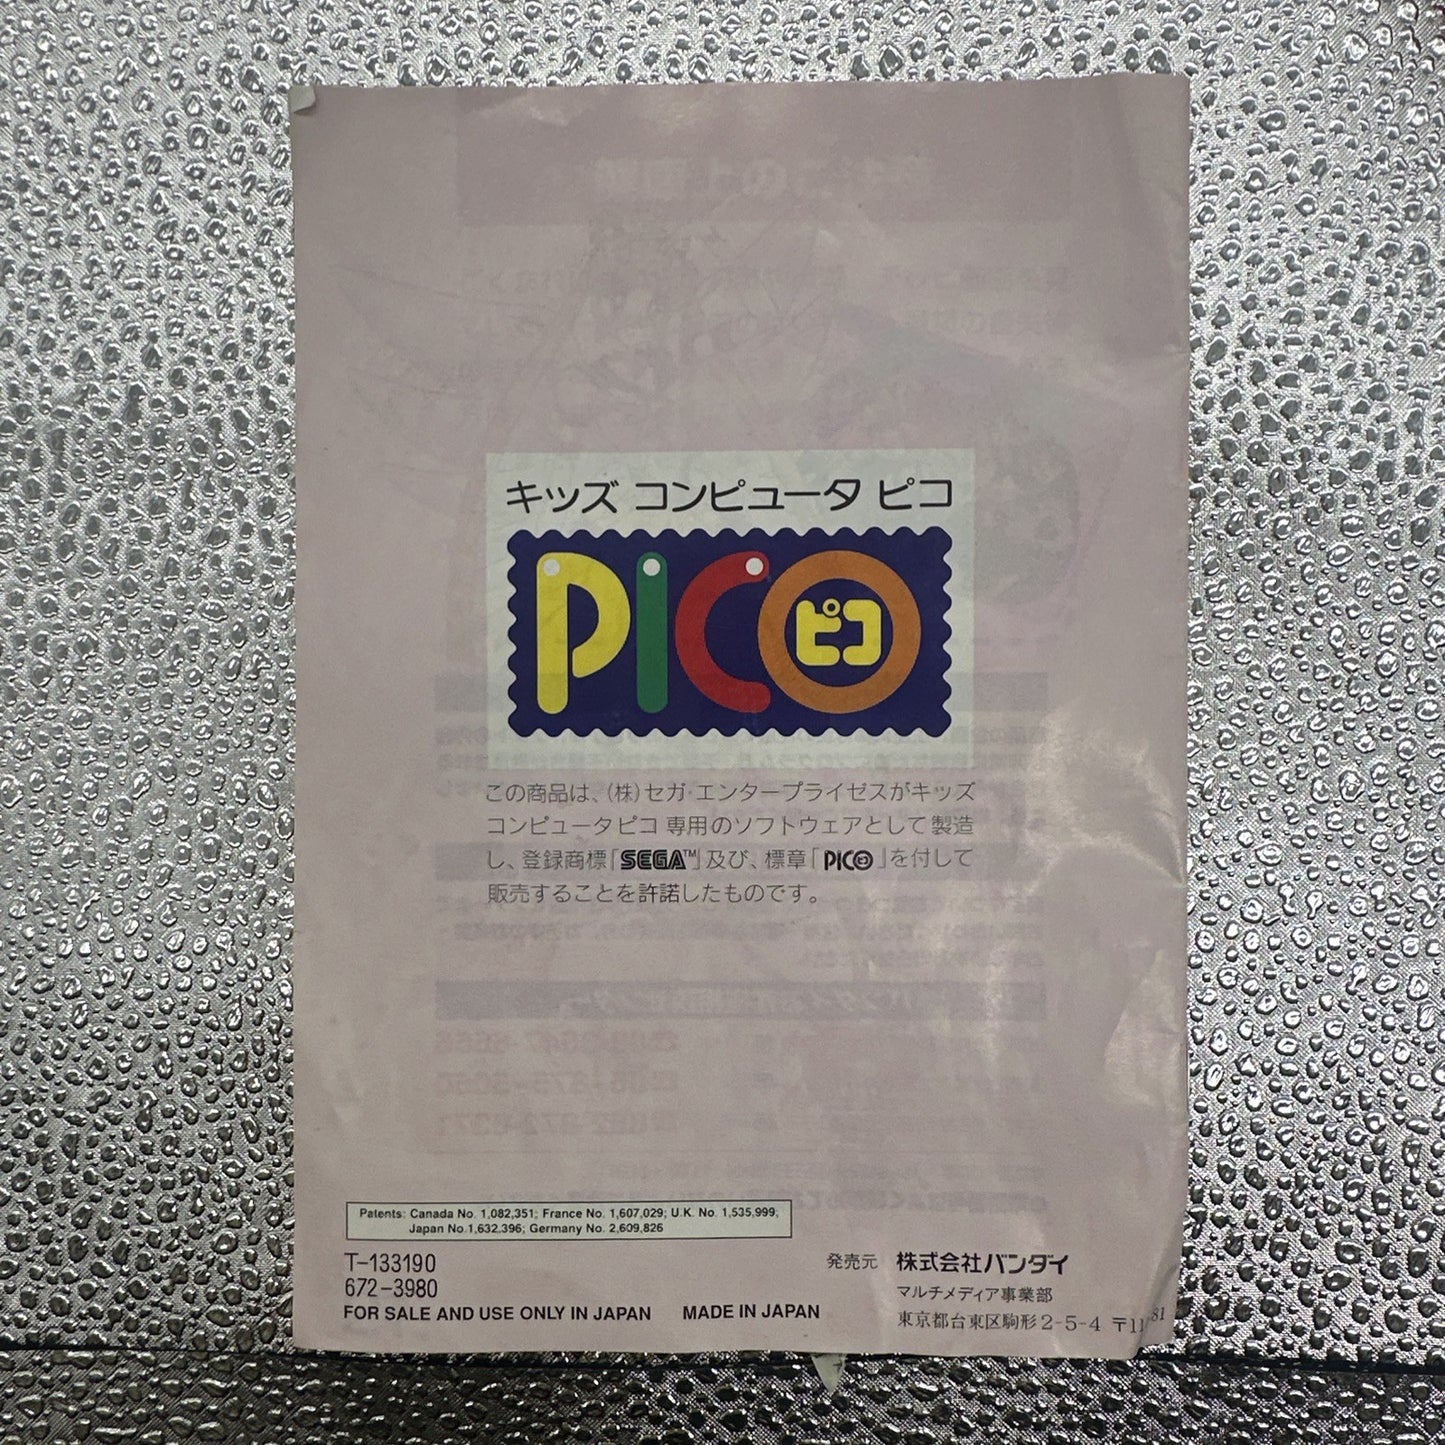 キッズ コンピュータ ピコ
PICO
ピコ
この商品は、(株)セガ・エンタープライゼスがキッズ
コンピュータピコ 専用のソフトウェアとして製造
し、登録商標「SEGA™」及び、標章「PICO」を付して
販売することを許諾したものです。
Patents: Canada No. 1,082,351; France No. 1,607,029; U.K. No. 1,535,999,
Japan No.1,632,396; Germany No. 2,609,826
T-133190
672-3980
FOR SALE AND USE ONLY IN JAPAN MADE IN JAPAN
発売元 株式会社バンダイ
マルチメディア事業部
東京都台東区駒形2-5-4